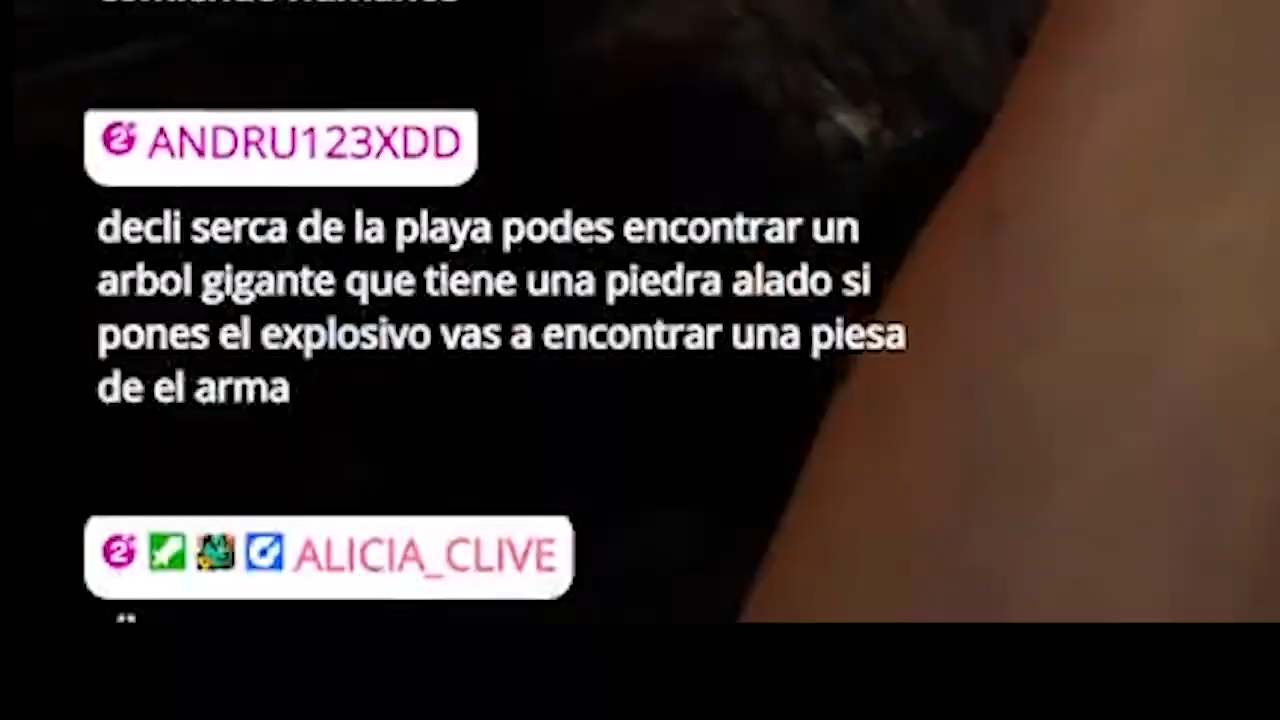 ANDRU123XDD
decli serca de la playa podes encontrar un
arbol gigante que tiene una piedra alado si
pones el explosivo vas a encontrar una piesa
de el arma
ALICIA_CLIVE